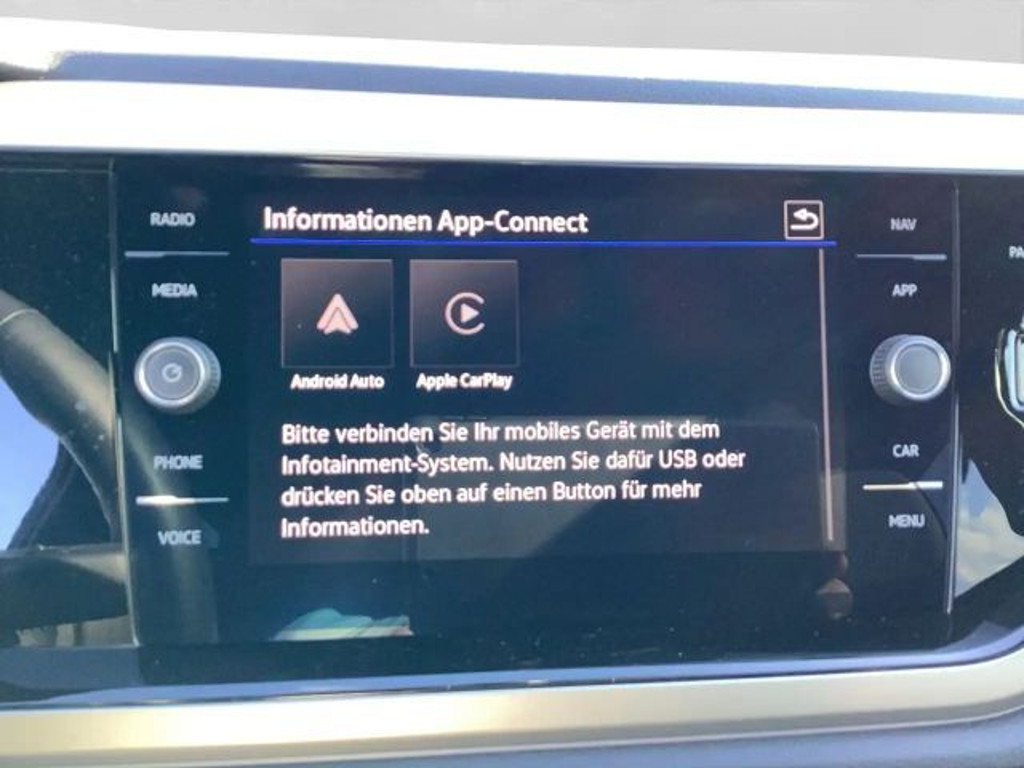 RADIO
MEDIA
PHONE
VOICE
Informationen App-Connect
Android Auto
Apple CarPlay
Bitte verbinden Sie Ihr mobiles Gerät mit dem
Infotainment-System. Nutzen Sie dafür USB oder
drücken Sie oben auf einen Button für mehr
Informationen.
NAV
APP
CAR
MENU
PA